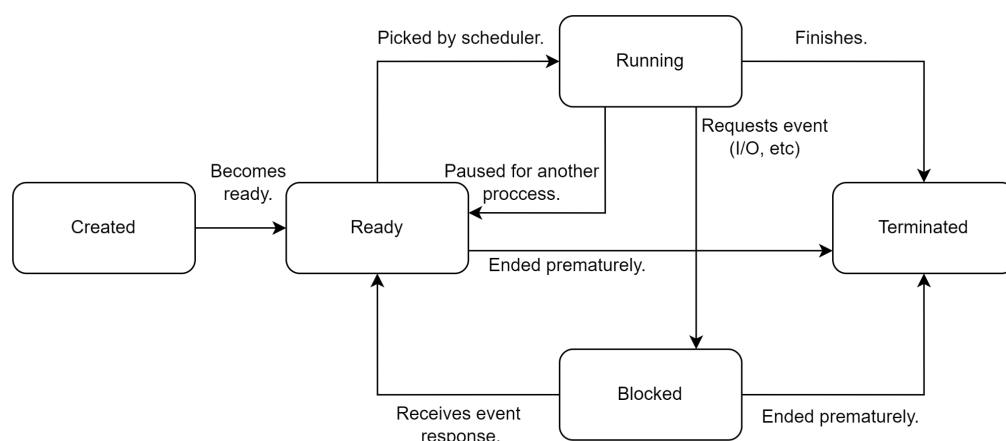 Picked by scheduler.
Running
Finishes.
Requests event
(I/O, etc)
Becomes
ready.
Paused for another
proccess.
Created
Ready
Terminated
Ended prematurely.
Blocked
Receives event
response.
Ended prematurely.